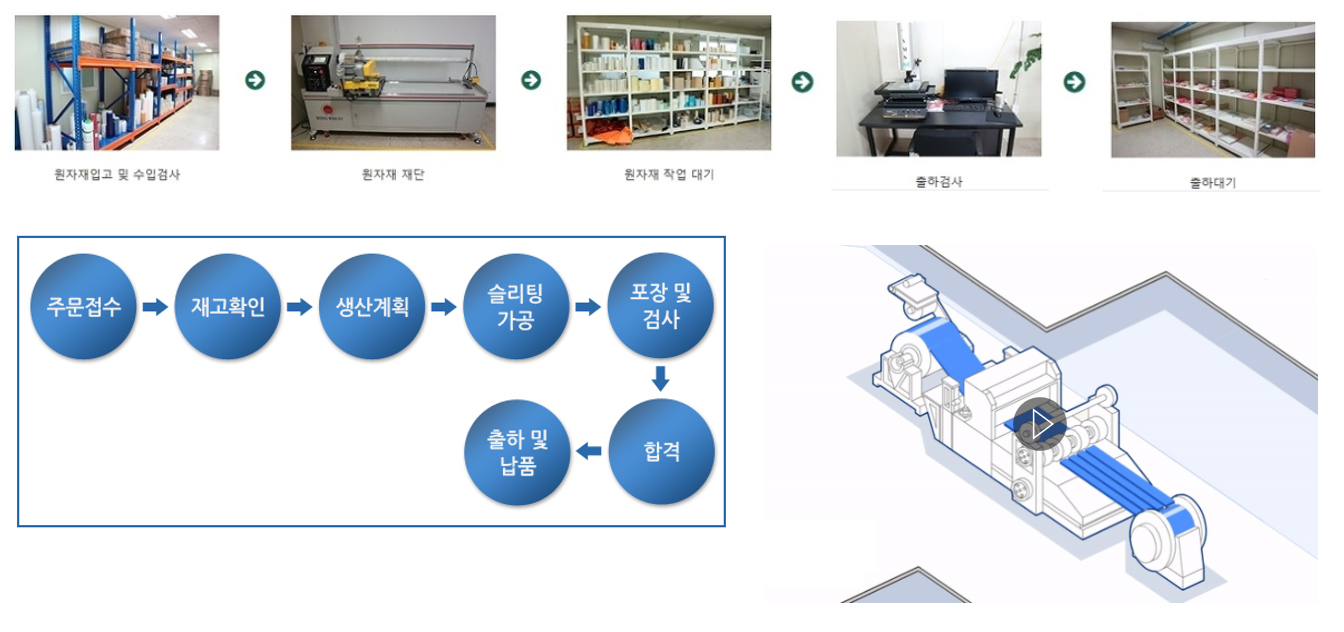 원자재입고 및 수입검사
원자재 재단
원자재 작업 대기
출하검사
출하대기
주문접수
재고확인
생산계획
슬리팅
가공
포장 및
검사
출하 및
납품
합격